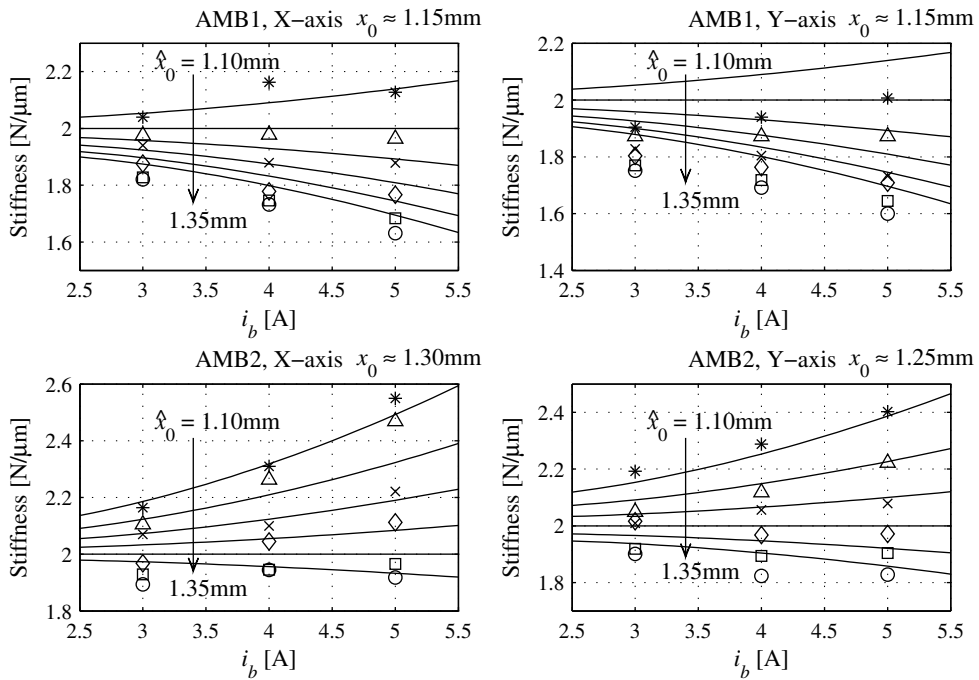 AMB1, X−axis x̂0 ≈ 1.15mm
Stiffness [N/µm]
2.2
2
1.8
1.6
x̂0 = 1.10mm
1.35mm
2.5 3 3.5 4 4.5 5 5.5
ib [A]
AMB1, Y−axis x0 ≈ 1.15mm
Stiffness [N/µm]
2.2
2
1.8
1.6
1.4
x̂0 = 1.10mm
1.35mm
2.5 3 3.5 4 4.5 5 5.5
ib [A]
AMB2, X−axis x0 ≈ 1.30mm
Stiffness [N/µm]
2.6
2.4
2.2
2
1.8
x̂0 = 1.10mm
1.35mm
2.5 3 3.5 4 4.5 5 5.5
ib [A]
AMB2, Y−axis x0 ≈ 1.25mm
Stiffness [N/µm]
2.4
2.2
2
1.8
x̂0 = 1.10mm
1.35mm
2.5 3 3.5 4 4.5 5 5.5
ib [A]